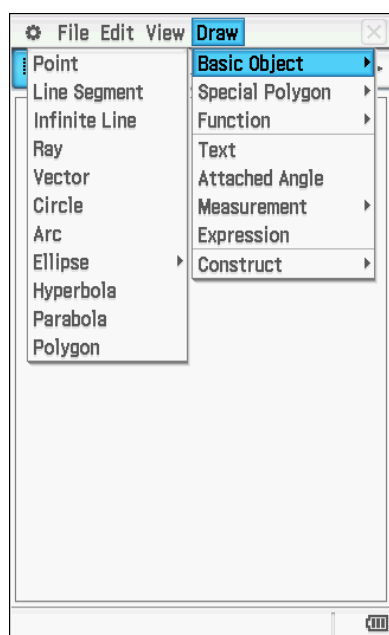 File Edit View Draw
Point
Line Segment
Infinite Line
Ray
Vector
Circle
Arc
Ellipse
Hyperbola
Parabola
Polygon
Basic Object
Special Polygon
Function
Text
Attached Angle
Measurement
Expression
Construct